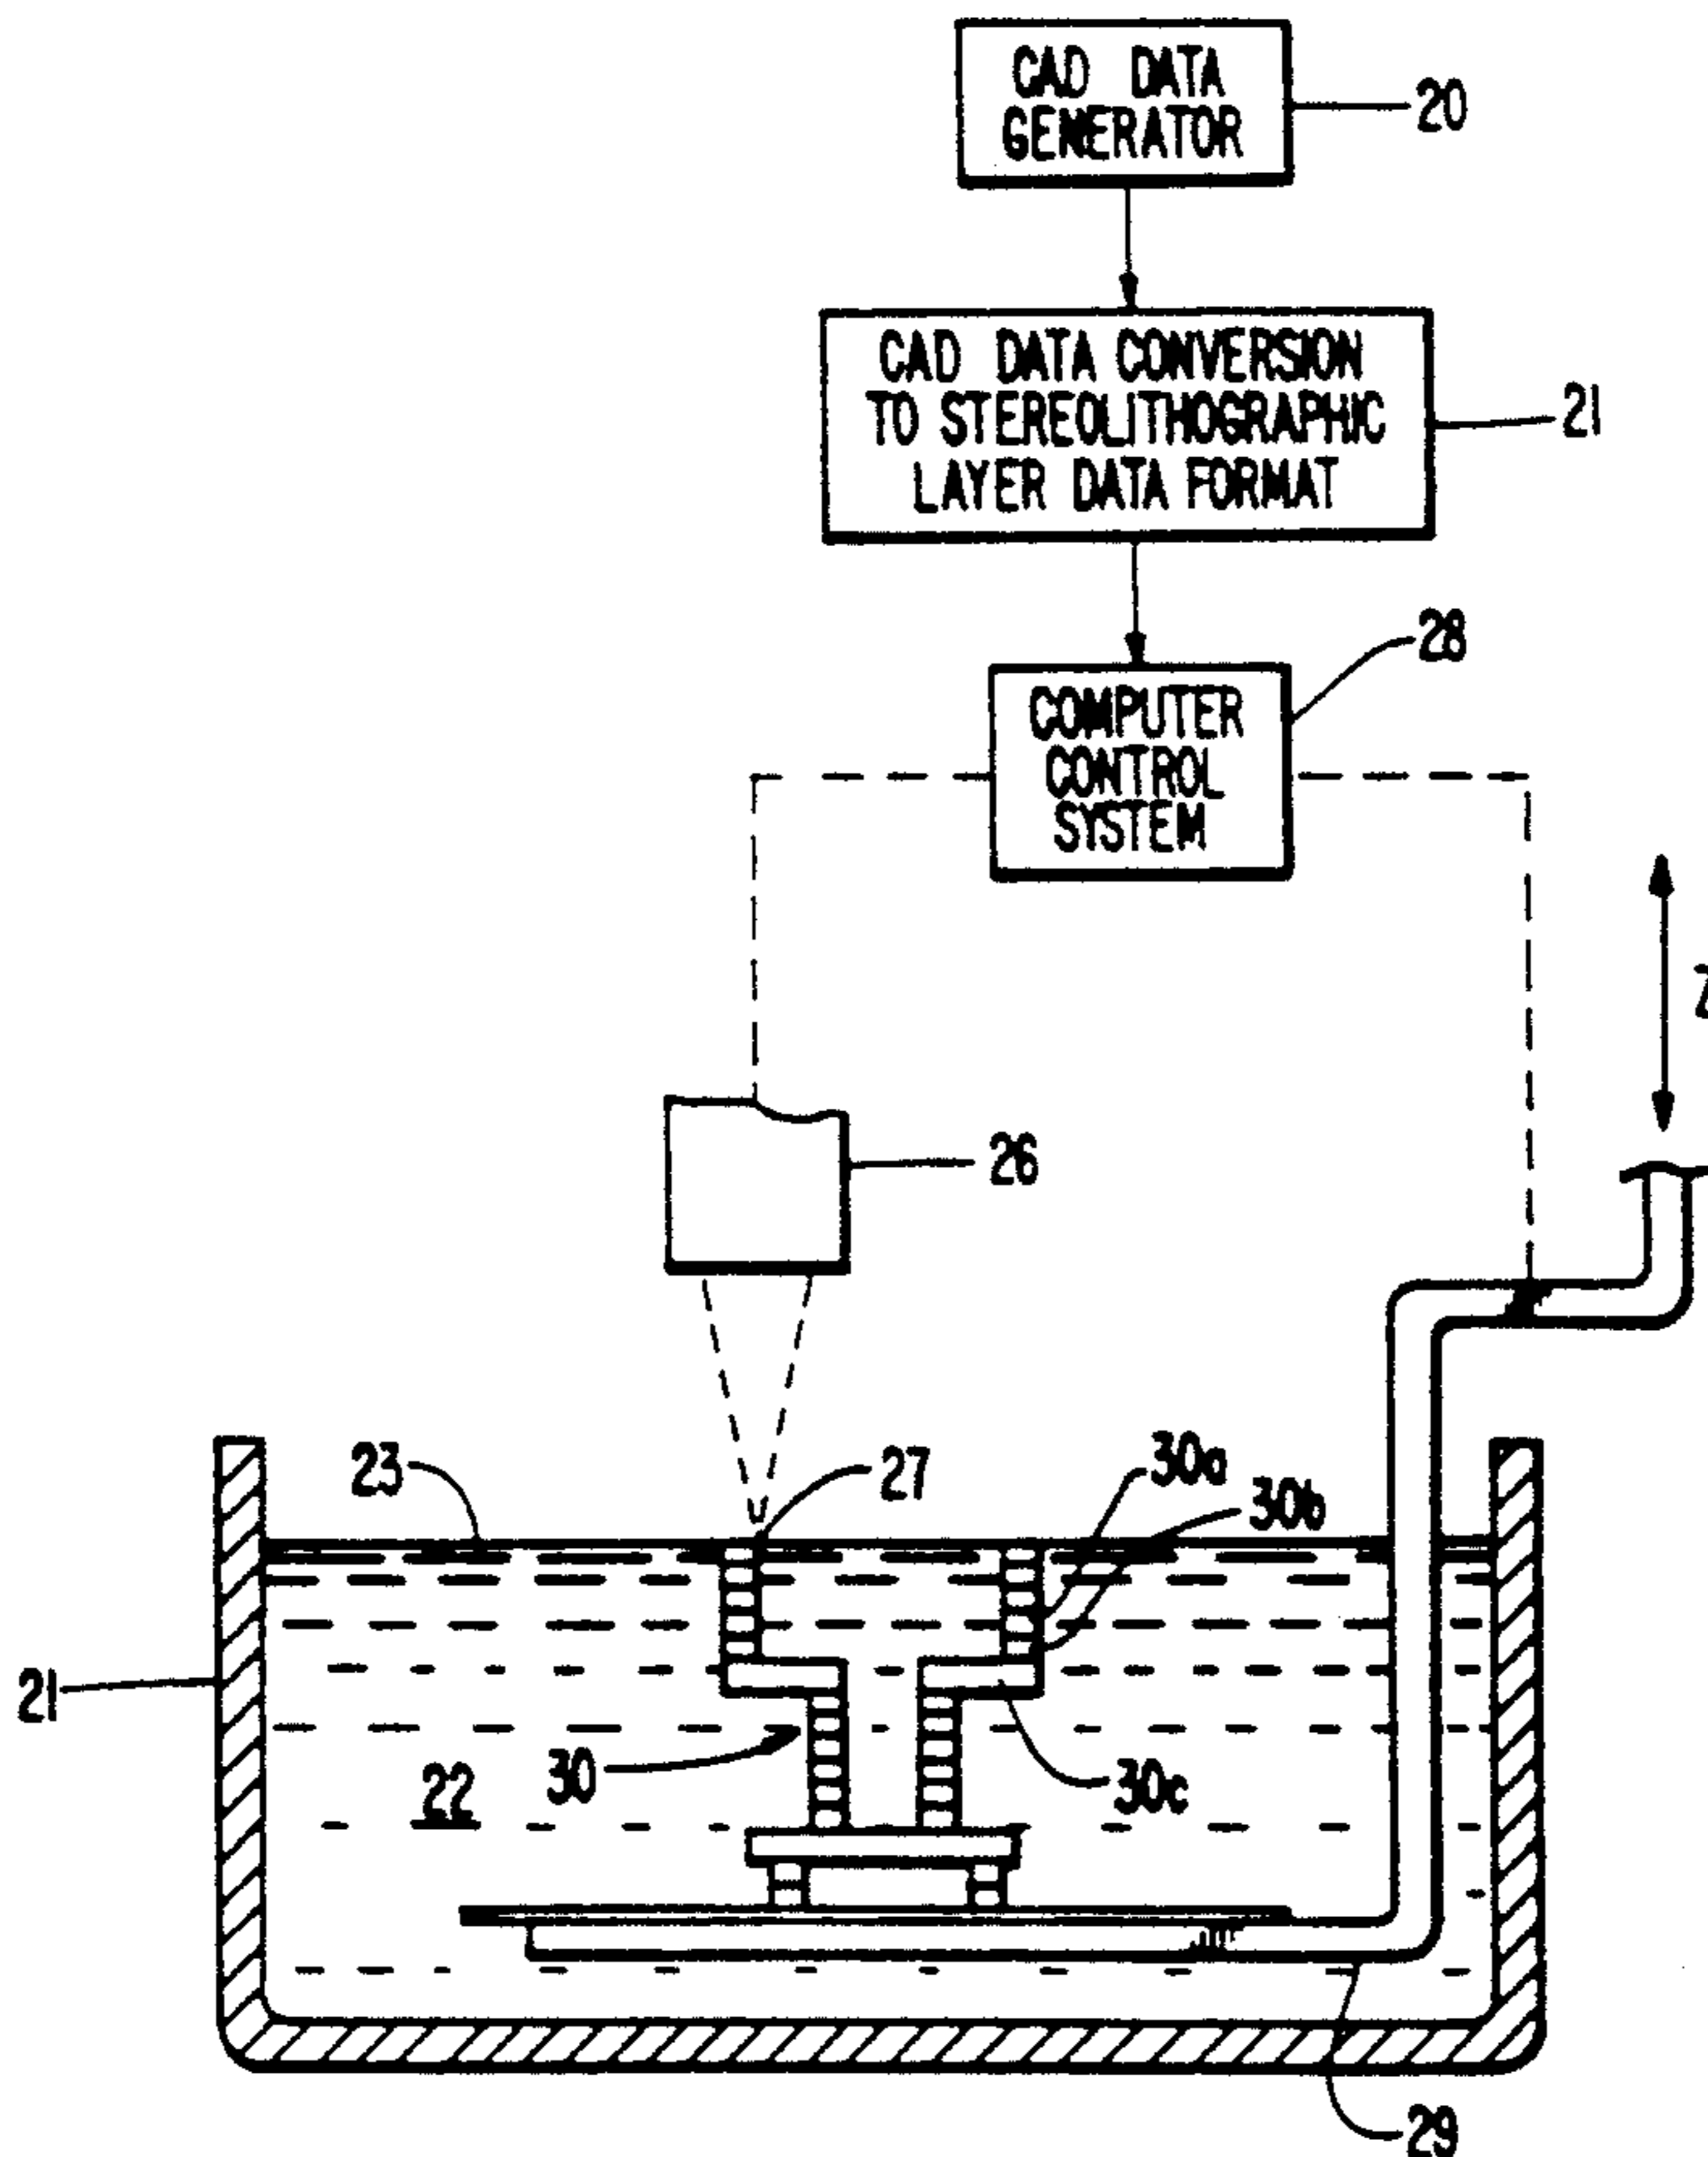 CAD DATA
GENERATOR
20
CAD DATA CONVERSION
TO STEREOLITHOGRAPHIC
LAYER DATA FORMAT
21
28
COMPUTER
CONTROL
SYSTEM
26
23
27
30a
30b
21
30
30c
22
29